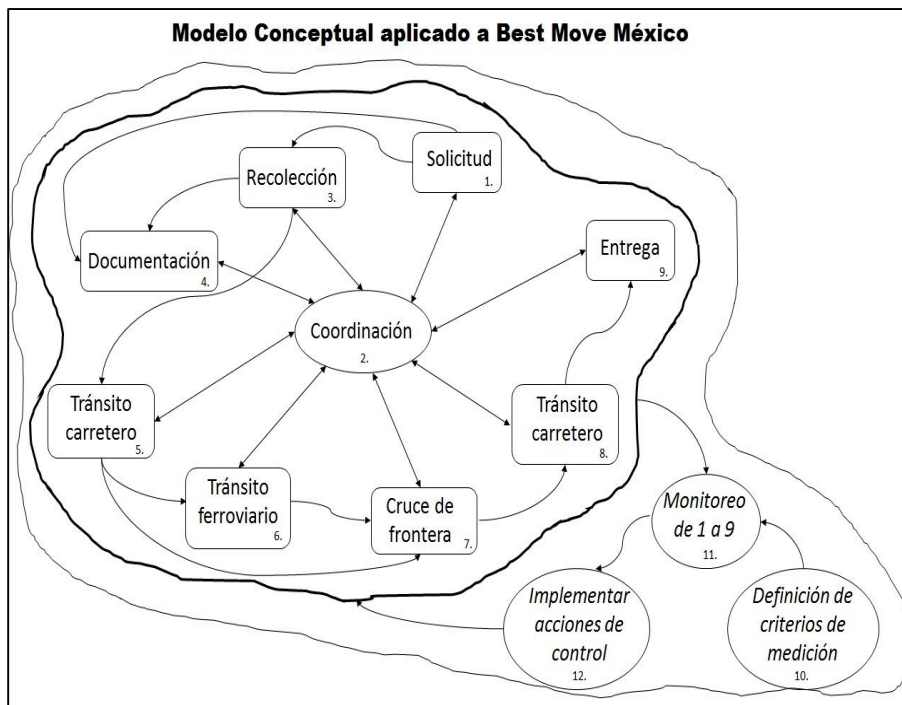 Modelo Conceptual aplicado a Best Move México
Solicitud
1.
Recolección
3.
Documentación
4.
Entrega
9.
Coordinación
2.
Tránsito
carretero
5.
Tránsito
carretero
8.
Tránsito
ferroviario
6.
Cruce de
frontera
7.
Monitoreo
de 1 a 9
11.
Implementar
acciones de
control
12.
Definición de
criterios de
medición
10.